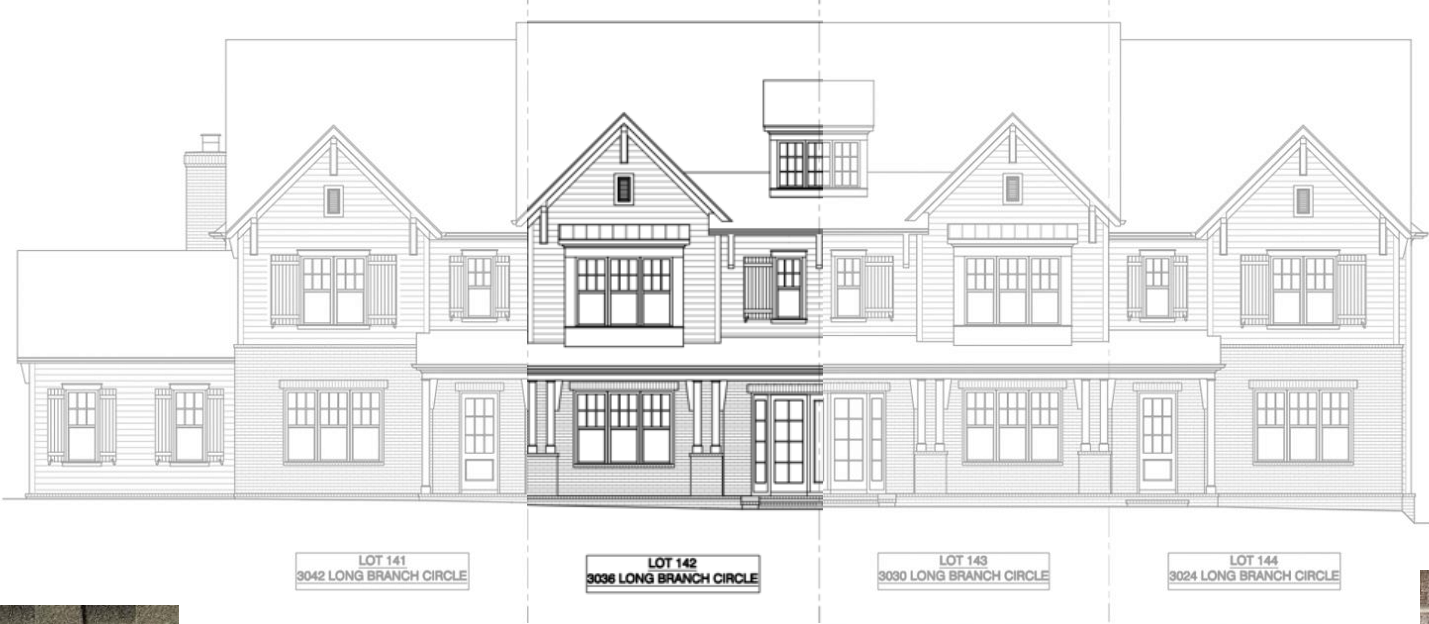 LOT 141
3042 LONG BRANCH CIRCLE
LOT 142
3036 LONG BRANCH CIRCLE
LOT 143
3030 LONG BRANCH CIRCLE
LOT 144
3024 LONG BRANCH CIRCLE